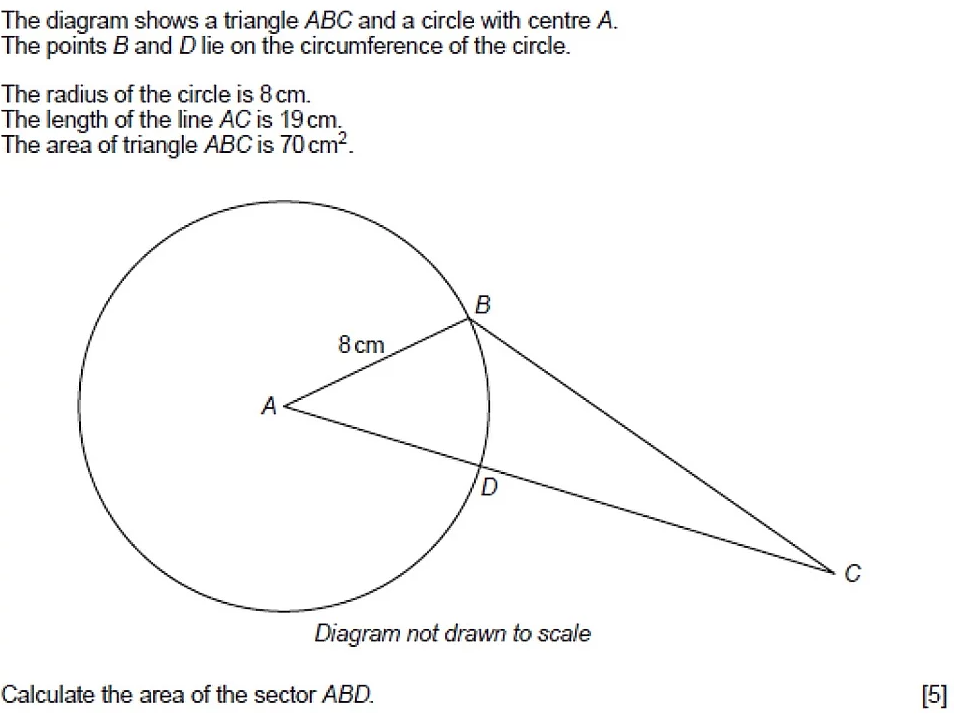 The diagram shows a triangle ABC and a circle with centre A.
The points B and D lie on the circumference of the circle.
The radius of the circle is 8 cm.
The length of the line AC is 19 cm.
The area of triangle ABC is 70 cm².
B
8 cm
A
D
C
Diagram not drawn to scale
Calculate the area of the sector ABD. [5]